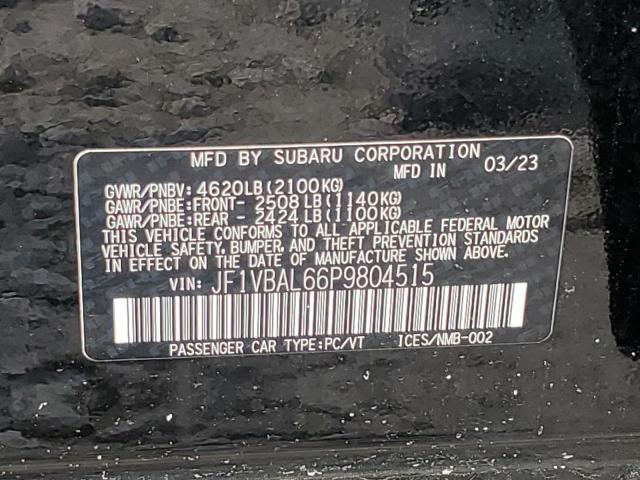 MFD BY SUBARU CORPORATION
MFD IN 03/23
GVWR/PNBV: 4620LB(2100KG)
GAWR/PNBE:FRONT- 2508LB(1140KG)
GAWR/PNBE:REAR - 2424LB(1100KG)
THIS VEHICLE CONFORMS TO ALL APPLICABLE FEDERAL MOTOR
VEHICLE SAFETY, BUMPER, AND THEFT PREVENTION STANDARDS
IN EFFECT ON THE DATE OF MANUFACTURE SHOWN ABOVE.
VIN: JF1VBAL66P9804515
PASSENGER CAR TYPE:PC/VT ICES/NMB-002